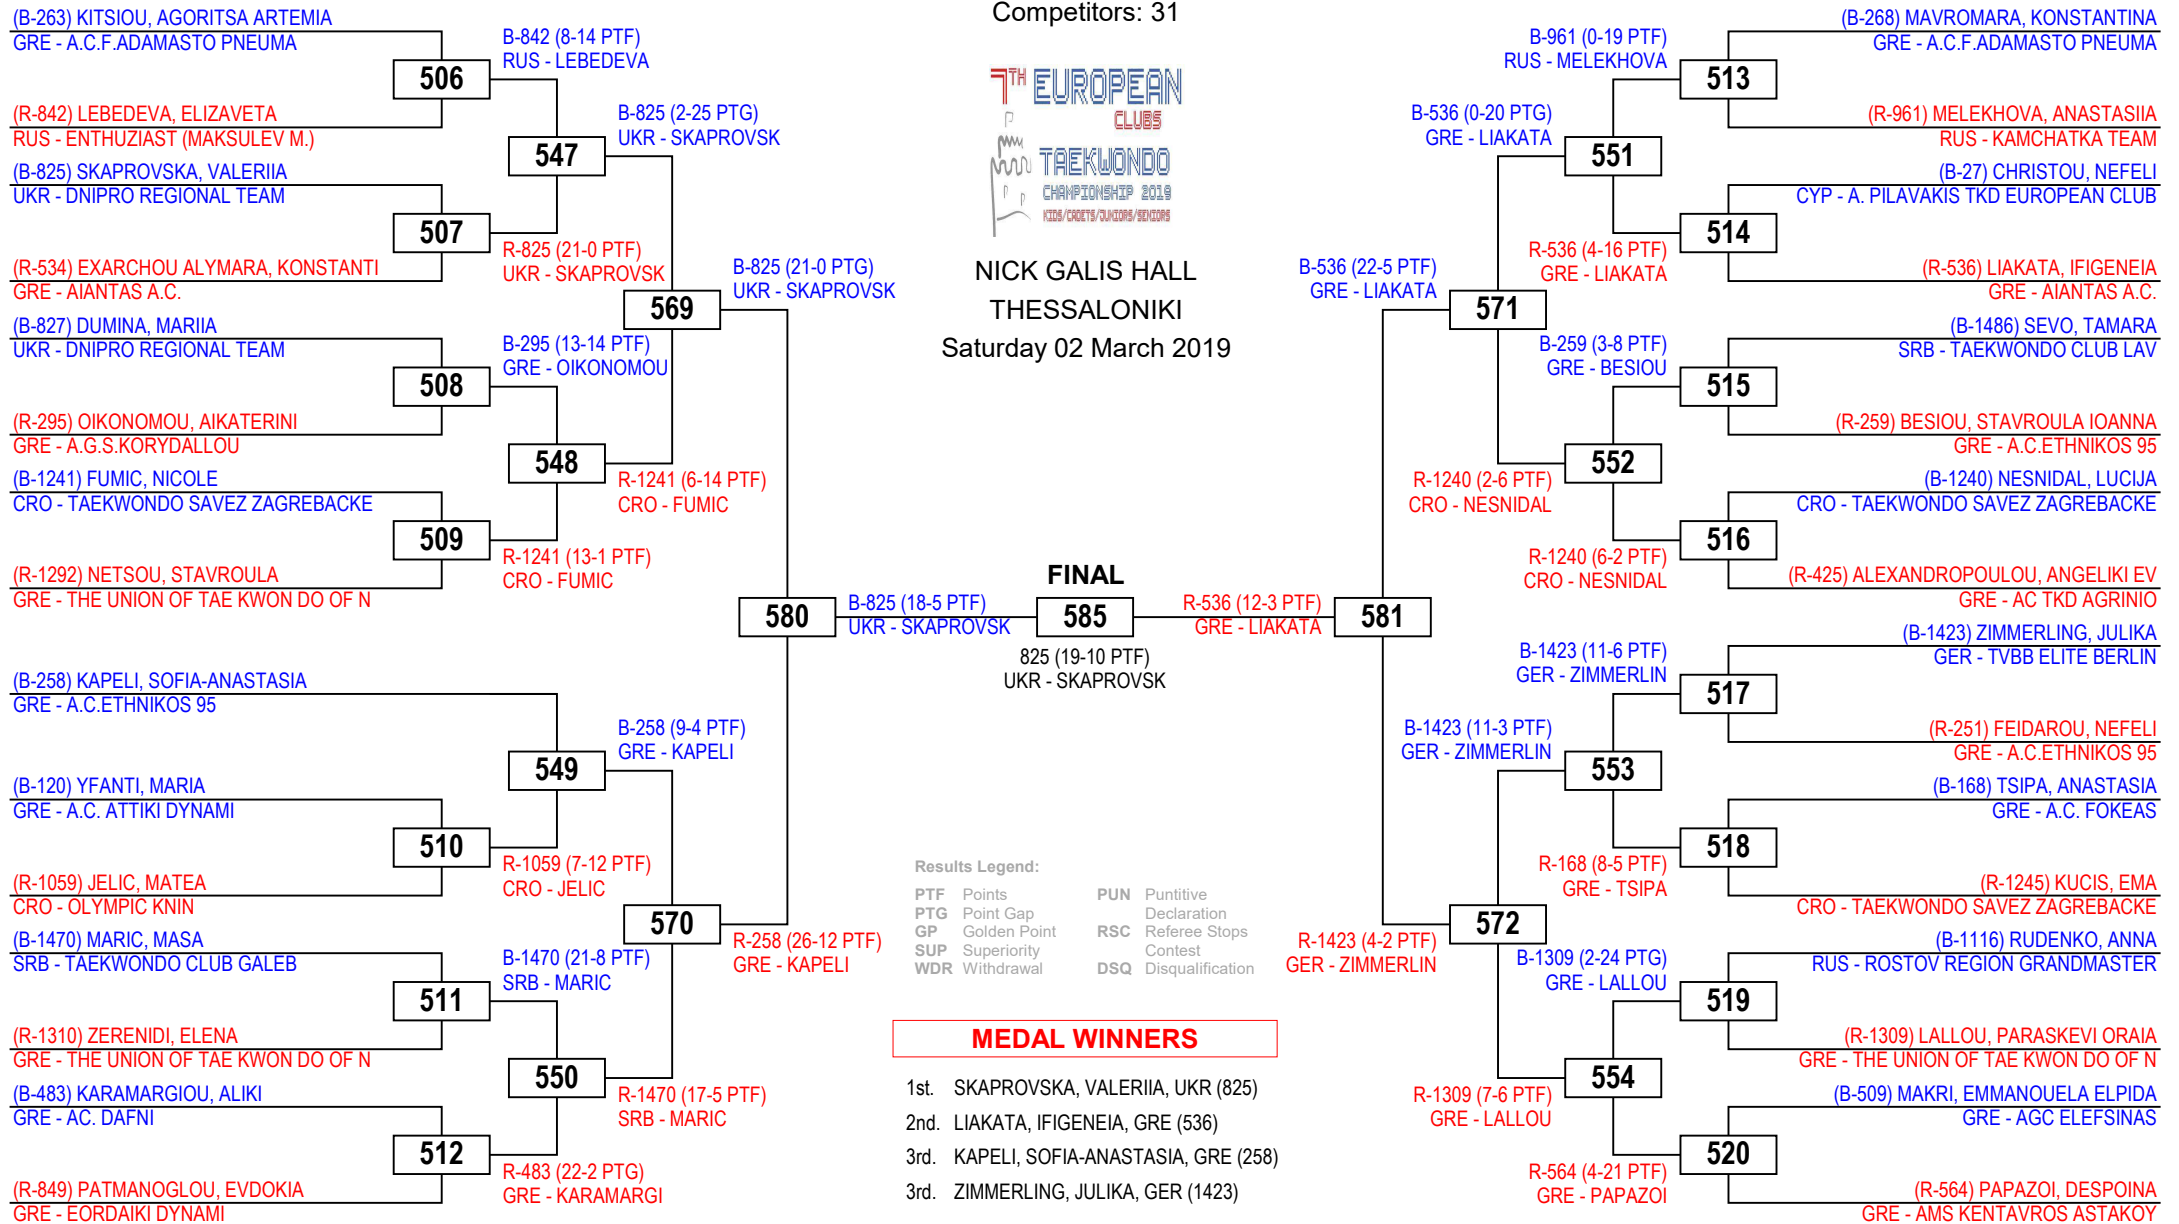 Competitors: 31
7TH EUROPEAN
CLUBS
TAEKWONDO
CHAMPIONSHIP 2019
KIDS/CADETS/JUNIORS/SENIORS
NICK GALIS HALL
THESSALONIKI
Saturday 02 March 2019
(B-263) KITSIOU, AGORITSA ARTEMIA
GRE - A.C.F.ADAMASTO PNEUMA
506
(R-842) LEBEDEVA, ELIZAVETA
RUS - ENTHUZIAST (MAKSULEV M.)
(B-825) SKAPROVSKA, VALERIIA
UKR - DNIPRO REGIONAL TEAM
507
(R-534) EXARCHOU ALYMARA, KONSTANTI
GRE - AIANTAS A.C.
(B-827) DUMINA, MARIIA
UKR - DNIPRO REGIONAL TEAM
508
(R-295) OIKONOMOU, AIKATERINI
GRE - A.G.S.KORYDALLOU
(B-1241) FUMIC, NICOLE
CRO - TAEKWONDO SAVEZ ZAGREBACKE
509
(R-1292) NETSOU, STAVROULA
GRE - THE UNION OF TAE KWON DO OF N
(B-258) KAPELI, SOFIA-ANASTASIA
GRE - A.C.ETHNIKOS 95
(B-120) YFANTI, MARIA
GRE - A.C. ATTIKI DYNAMI
510
(R-1059) JELIC, MATEA
CRO - OLYMPIC KNIN
(B-1470) MARIC, MASA
SRB - TAEKWONDO CLUB GALEB
511
(R-1310) ZERENIDI, ELENA
GRE - THE UNION OF TAE KWON DO OF N
(B-483) KARAMARGIOU, ALIKI
GRE - AC. DAFNI
512
(R-849) PATMANOGLOU, EVDOKIA
GRE - EORDAIKI DYNAMI
B-842 (8-14 PTF)
RUS - LEBEDEVA
547
R-825 (21-0 PTF)
UKR - SKAPROVSK
B-295 (13-14 PTF)
GRE - OIKONOMOU
548
R-1241 (13-1 PTF)
CRO - FUMIC
549
R-1059 (7-12 PTF)
CRO - JELIC
B-1470 (21-8 PTF)
SRB - MARIC
550
R-483 (22-2 PTG)
GRE - KARAMARGI
B-825 (2-25 PTG)
UKR - SKAPROVSK
569
R-1241 (6-14 PTF)
CRO - FUMIC
B-258 (9-4 PTF)
GRE - KAPELI
570
R-1470 (17-5 PTF)
SRB - MARIC
B-825 (21-0 PTG)
UKR - SKAPROVSK
580
R-258 (26-12 PTF)
GRE - KAPELI
B-825 (18-5 PTF)
UKR - SKAPROVSK
FINAL
585
825 (19-10 PTF)
UKR - SKAPROVSK
R-536 (12-3 PTF)
GRE - LIAKATA
581
B-536 (22-5 PTF)
GRE - LIAKATA
R-1423 (4-2 PTF)
GER - ZIMMERLIN
B-536 (0-20 PTG)
GRE - LIAKATA
571
R-1240 (2-6 PTF)
CRO - NESNIDAL
B-1423 (11-3 PTF)
GER - ZIMMERLIN
572
R-1309 (7-6 PTF)
GRE - LALLOU
B-961 (0-19 PTF)
RUS - MELEKHOVA
551
R-536 (4-16 PTF)
GRE - LIAKATA
B-259 (3-8 PTF)
GRE - BESIOU
552
R-1240 (6-2 PTF)
CRO - NESNIDAL
B-1423 (11-6 PTF)
GER - ZIMMERLIN
553
R-168 (8-5 PTF)
GRE - TSIPA
B-1309 (2-24 PTG)
GRE - LALLOU
554
R-564 (4-21 PTF)
GRE - PAPAZOI
(B-268) MAVROMARA, KONSTANTINA
GRE - A.C.F.ADAMASTO PNEUMA
513
(R-961) MELEKHOVA, ANASTASIIA
RUS - KAMCHATKA TEAM
(B-27) CHRISTOU, NEFELI
CYP - A. PILAVAKIS TKD EUROPEAN CLUB
514
(R-536) LIAKATA, IFIGENEIA
GRE - AIANTAS A.C.
(B-1486) SEVO, TAMARA
SRB - TAEKWONDO CLUB LAV
515
(R-259) BESIOU, STAVROULA IOANNA
GRE - A.C.ETHNIKOS 95
(B-1240) NESNIDAL, LUCIJA
CRO - TAEKWONDO SAVEZ ZAGREBACKE
516
(R-425) ALEXANDROPOULOU, ANGELIKI EV
GRE - AC TKD AGRINIO
(B-1423) ZIMMERLING, JULIKA
GER - TVBB ELITE BERLIN
517
(R-251) FEIDAROU, NEFELI
GRE - A.C.ETHNIKOS 95
(B-168) TSIPA, ANASTASIA
GRE - A.C. FOKEAS
518
(R-1245) KUCIS, EMA
CRO - TAEKWONDO SAVEZ ZAGREBACKE
(B-1116) RUDENKO, ANNA
RUS - ROSTOV REGION GRANDMASTER
519
(R-1309) LALLOU, PARASKEVI ORAIA
GRE - THE UNION OF TAE KWON DO OF N
(B-509) MAKRI, EMMANOUELA ELPIDA
GRE - AGC ELEFSINAS
520
(R-564) PAPAZOI, DESPOINA
GRE - AMS KENTAVROS ASTAKOY
Results Legend:
PTF Points
PTG Point Gap
GP Golden Point
SUP Superiority
WDR Withdrawal
PUN Puntitive
Declaration
RSC Referee Stops
Contest
DSQ Disqualification
MEDAL WINNERS
1st. SKAPROVSKA, VALERIIA, UKR (825)
2nd. LIAKATA, IFIGENEIA, GRE (536)
3rd. KAPELI, SOFIA-ANASTASIA, GRE (258)
3rd. ZIMMERLING, JULIKA, GER (1423)